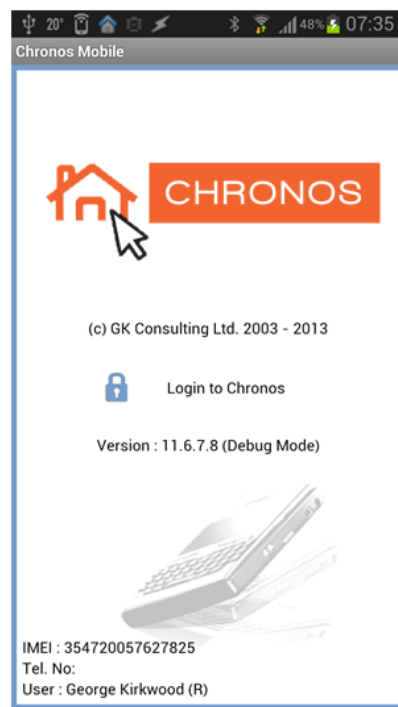 20° 48% 07:35
Chronos Mobile
CHRONOS
(c) GK Consulting Ltd. 2003 - 2013
Login to Chronos
Version : 11.6.7.8 (Debug Mode)
IMEI : 354720057627825
Tel. No:
User : George Kirkwood (R)